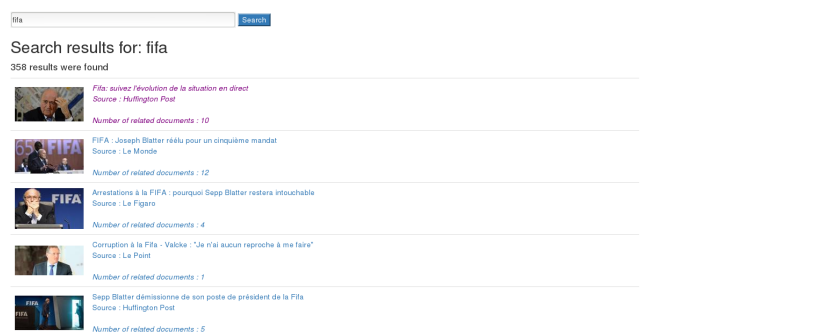 fifa
Search
Search results for: fifa
358 results were found
Fifa: suivez l'évolution de la situation en direct
Source : Huffington Post
Number of related documents : 10
65 FIFA
FIFA : Joseph Blatter réélu pour un cinquième mandat
Source : Le Monde
Number of related documents : 12
FIFA
Arrestations à la FIFA : pourquoi Sepp Blatter restera intouchable
Source : Le Figaro
Number of related documents : 4
Corruption à la Fifa - Valcke : "Je n'ai aucun reproche à me faire"
Source : Le Point
Number of related documents : 1
FIFA
Sepp Blatter démissionne de son poste de président de la Fifa
Source : Huffington Post
Number of related documents : 5